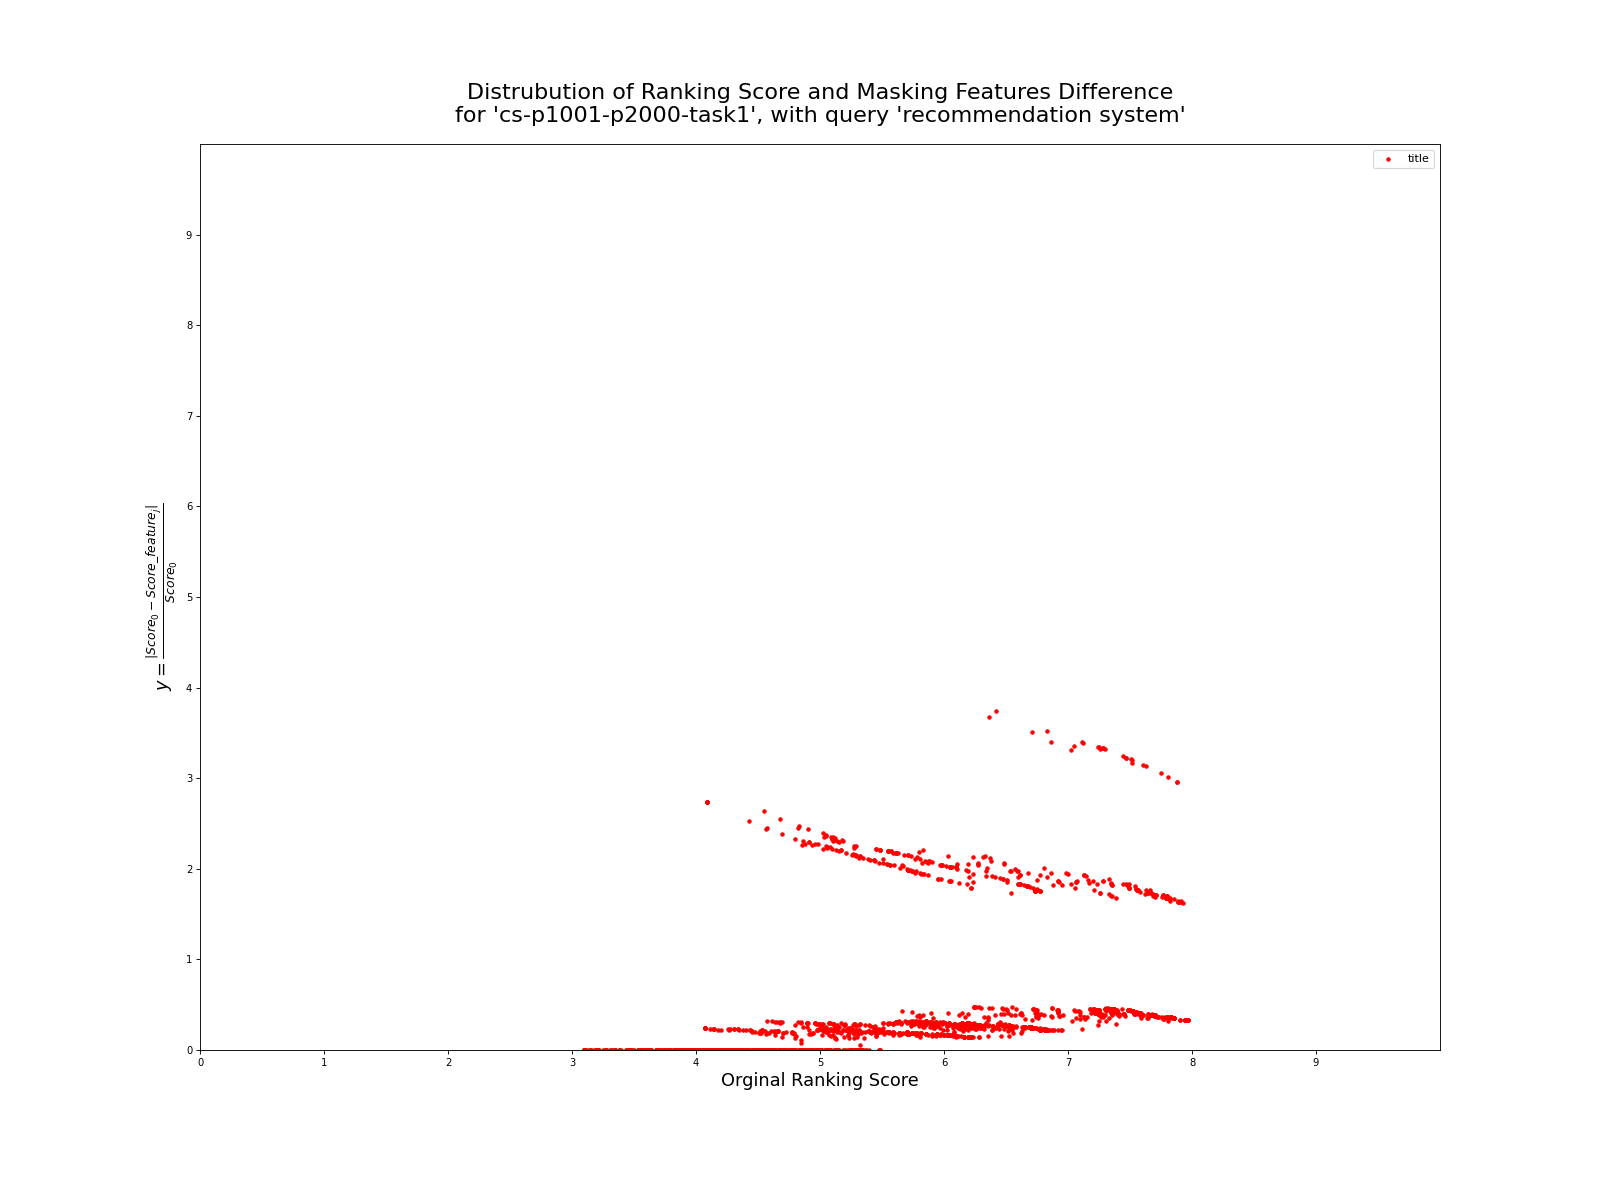 Distrubution of Ranking Score and Masking Features Difference
for 'cs-p1001-p2000-task1', with query 'recommendation system'
title
9
8
7
6
5
4
3
2
1
0
y = |Score₀ − Score_featureⱼ| / Score₀
0 1 2 3 4 5 6 7 8 9
Orginal Ranking Score